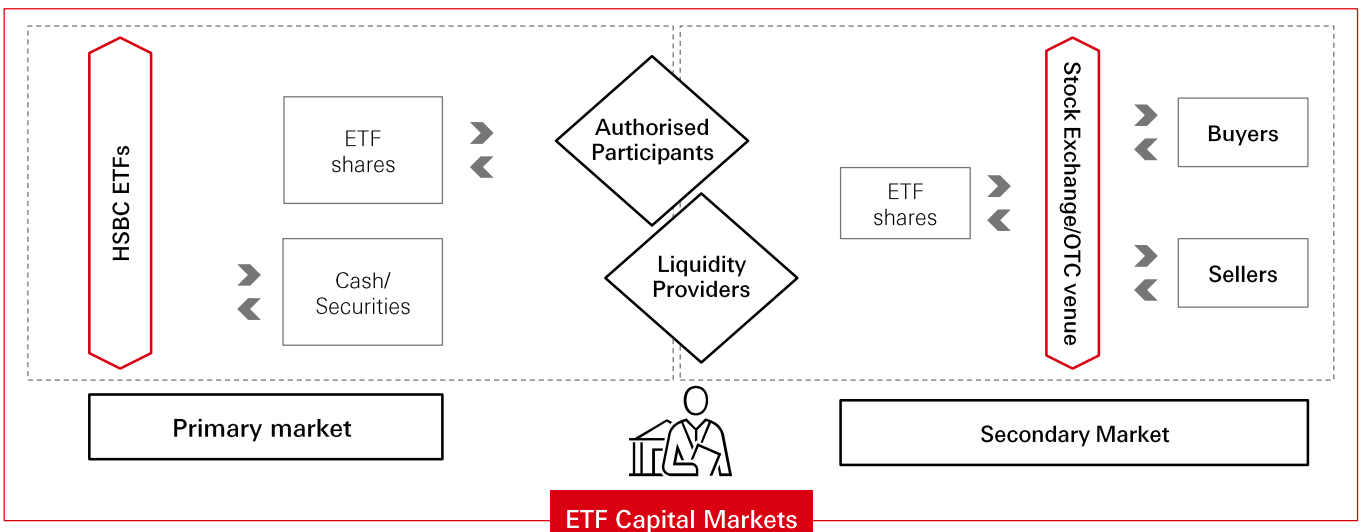 HSBC ETFs
ETF
shares
Cash/
Securities
Authorised
Participants
Liquidity
Providers
ETF
shares
Stock Exchange/OTC venue
Buyers
Sellers
Primary market
Secondary Market
ETF Capital Markets